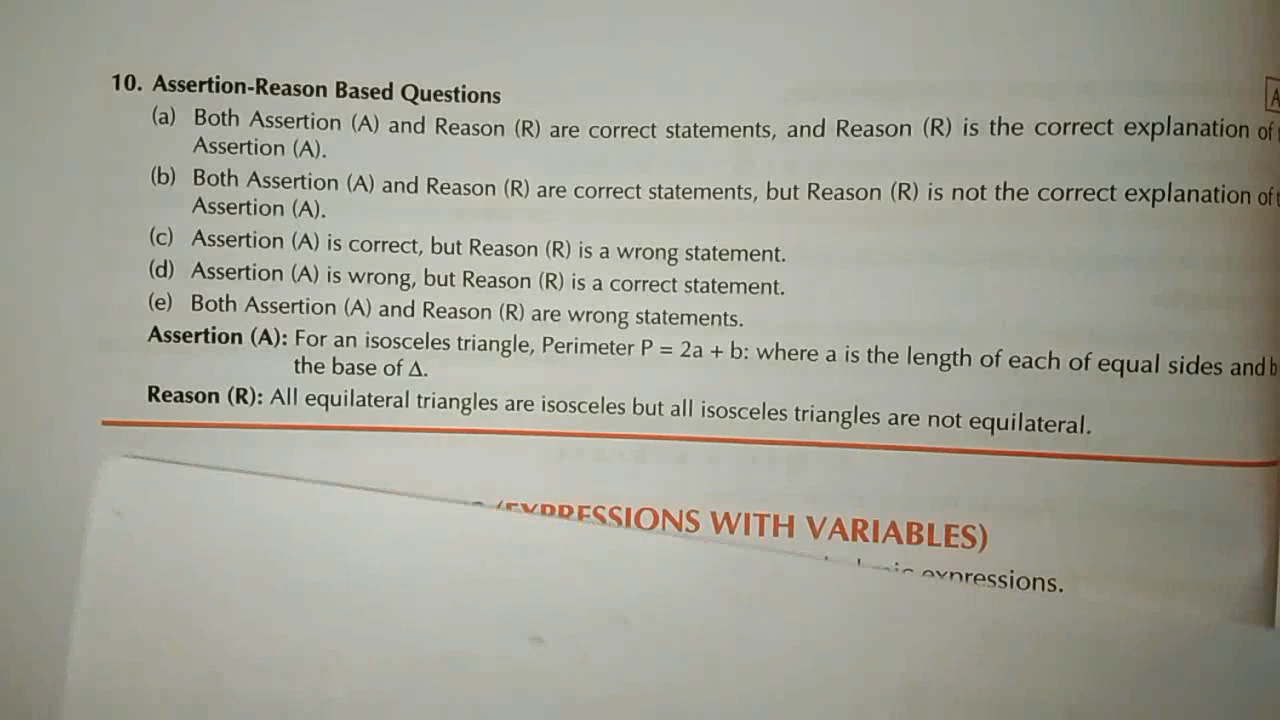 10. Assertion-Reason Based Questions
A
(a) Both Assertion (A) and Reason (R) are correct statements, and Reason (R) is the correct explanation of
Assertion (A).
(b) Both Assertion (A) and Reason (R) are correct statements, but Reason (R) is not the correct explanation of
Assertion (A).
(c) Assertion (A) is correct, but Reason (R) is a wrong statement.
(d) Assertion (A) is wrong, but Reason (R) is a correct statement.
(e) Both Assertion (A) and Reason (R) are wrong statements.
Assertion (A): For an isosceles triangle, Perimeter P = 2a + b: where a is the length of each of equal sides and b
the base of Δ.
Reason (R): All equilateral triangles are isosceles but all isosceles triangles are not equilateral.
(EXPRESSIONS WITH VARIABLES)
expressions.